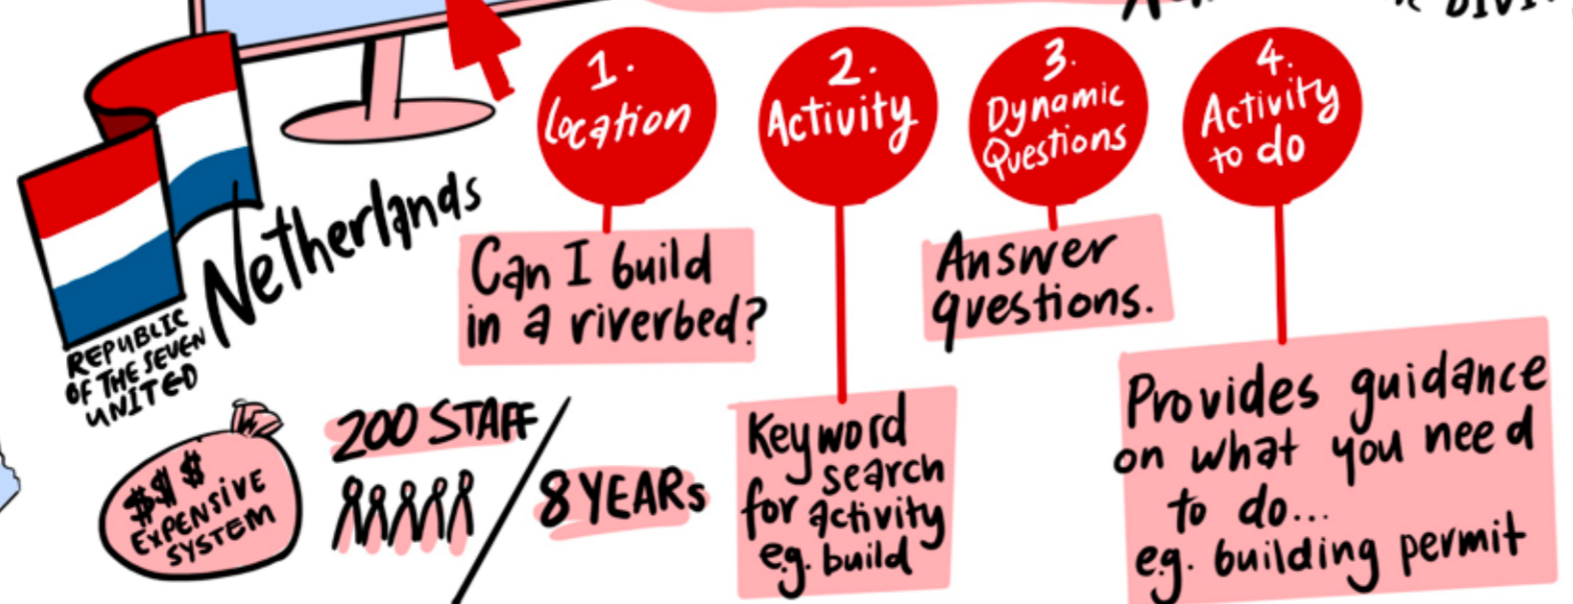 1.
Location
2.
Activity
3.
Dynamic
Questions
4.
Activity
to do
Netherlands
REPUBLIC
OF THE SEVEN
UNITED
Can I build
in a riverbed?
Answer
questions.
Keyword
search
for activity
e.g. build
Provides guidance
on what you need
to do...
e.g. building permit
$$$
EXPENSIVE
SYSTEM
200 STAFF
8 YEARs